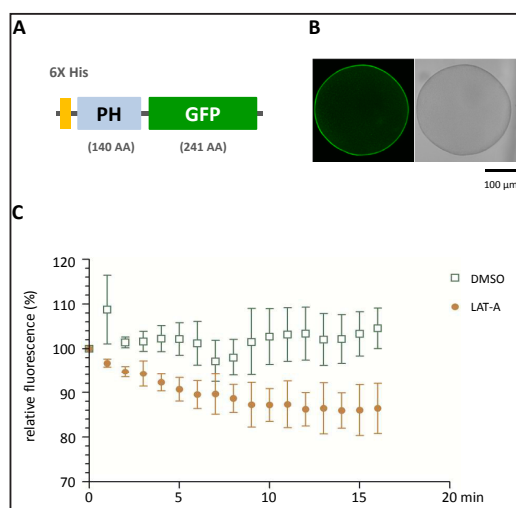 A
6X His
PH
GFP
(140 AA)
(241 AA)
B
100 µm
C
relative fluorescence (%)
120
110
100
90
80
70
0
5
10
15
20 min
DMSO
LAT-A